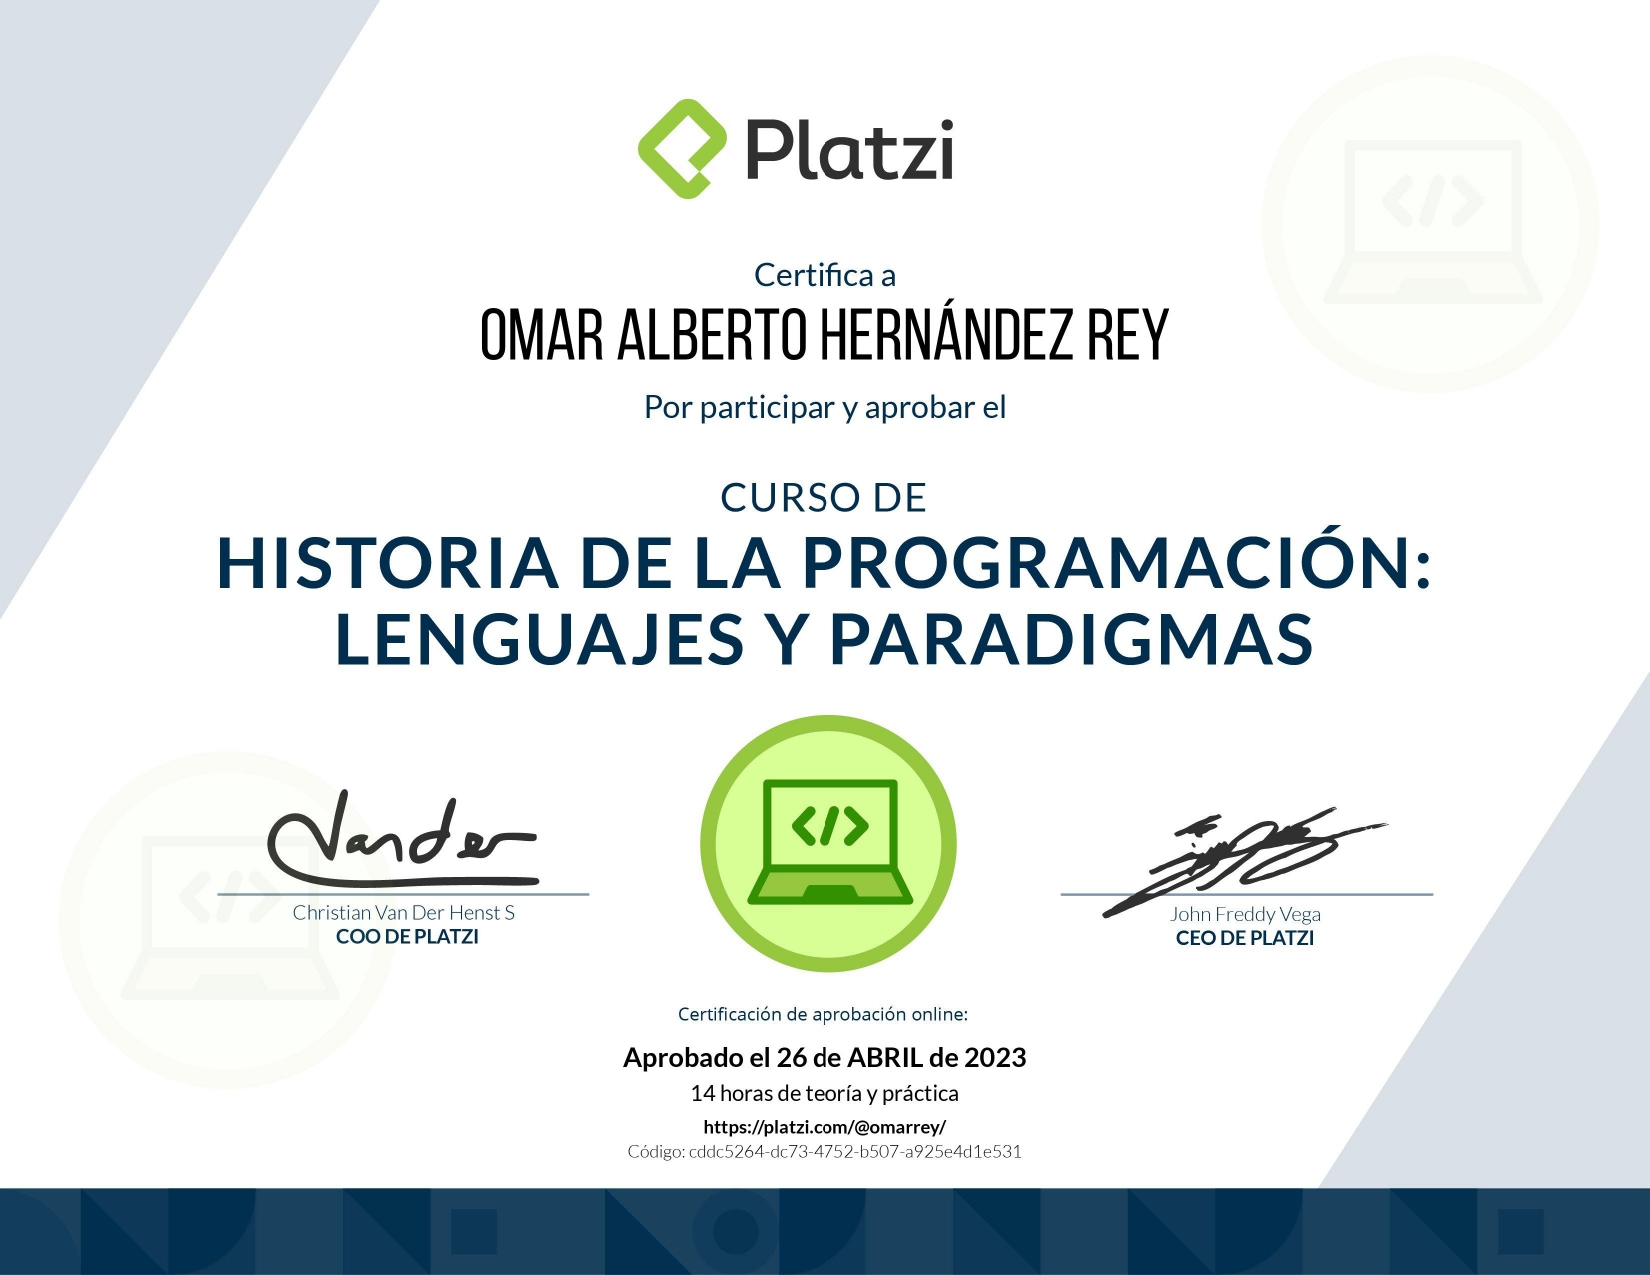 Platzi
Certifica a
OMAR ALBERTO HERNÁNDEZ REY
Por participar y aprobar el
CURSO DE
HISTORIA DE LA PROGRAMACIÓN:
LENGUAJES Y PARADIGMAS
</>
Vander
Christian Van Der Henst S
COO DE PLATZI
John Freddy Vega
CEO DE PLATZI
Certificación de aprobación online:
Aprobado el 26 de ABRIL de 2023
14 horas de teoría y práctica
https://platzi.com/@omarrey/
Código: cddc5264-dc73-4752-b507-a925e4d1e531